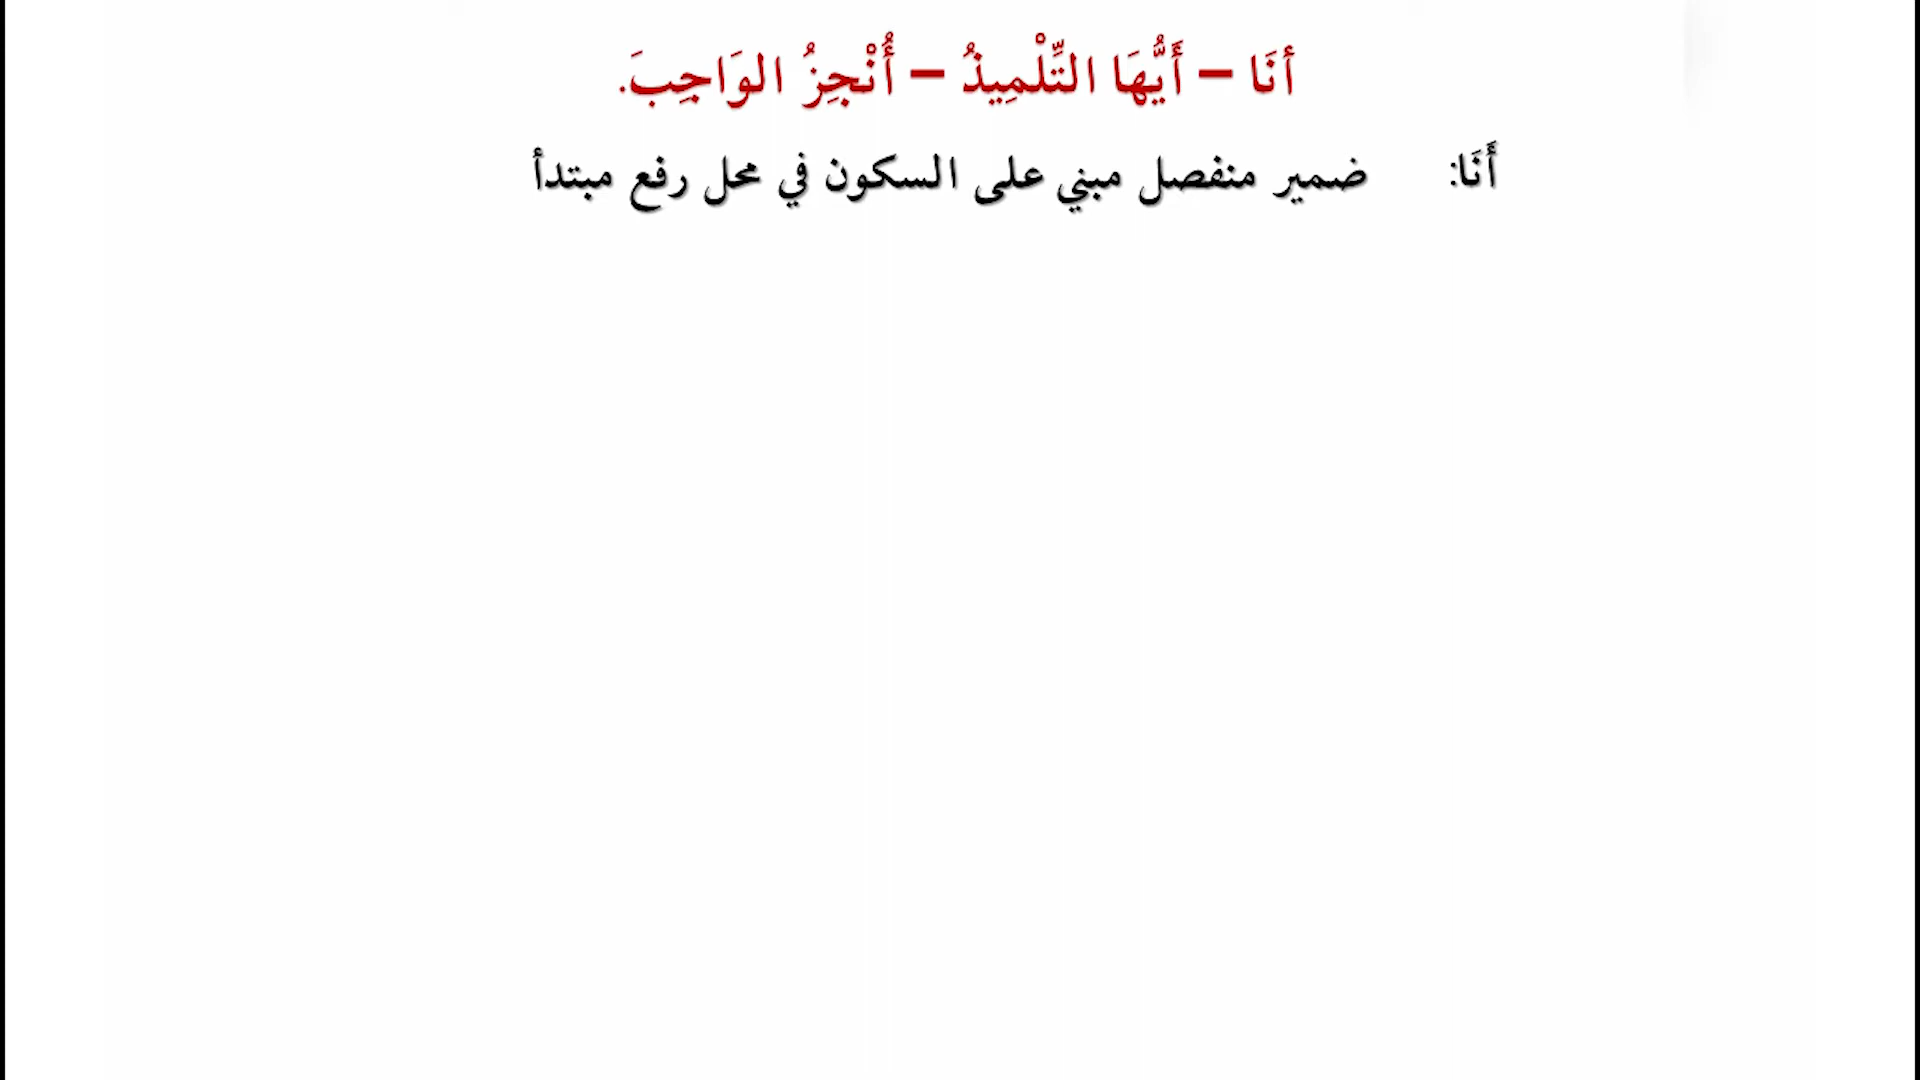 أنَا – أَيُّهَا التِّلْمِيذُ – أُنْجِزُ الوَاجِبَ.
أَنَا: ضمير منفصل مبني على السكون في محل رفع مبتدأ